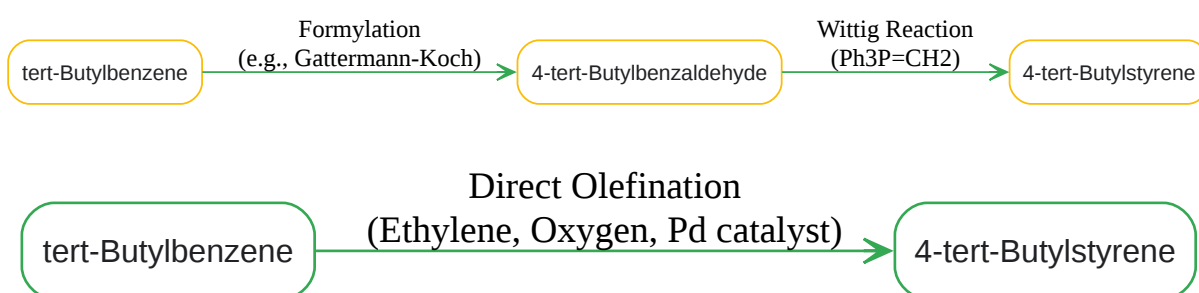 Formylation
(e.g., Gattermann-Koch)
Wittig Reaction
(Ph3P=CH2)
tert-Butylbenzene
4-tert-Butylbenzaldehyde
4-tert-Butylstyrene
Direct Olefination
(Ethylene, Oxygen, Pd catalyst)
tert-Butylbenzene
4-tert-Butylstyrene